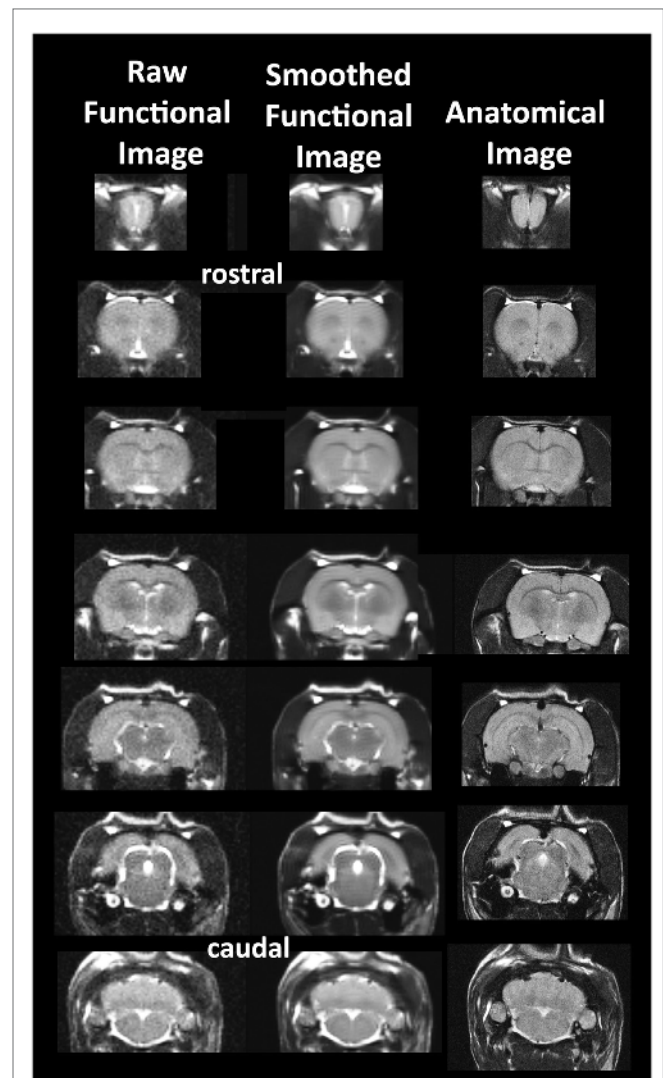 Raw
Functional
Image
Smoothed
Functional
Image
Anatomical
Image
rostral
caudal